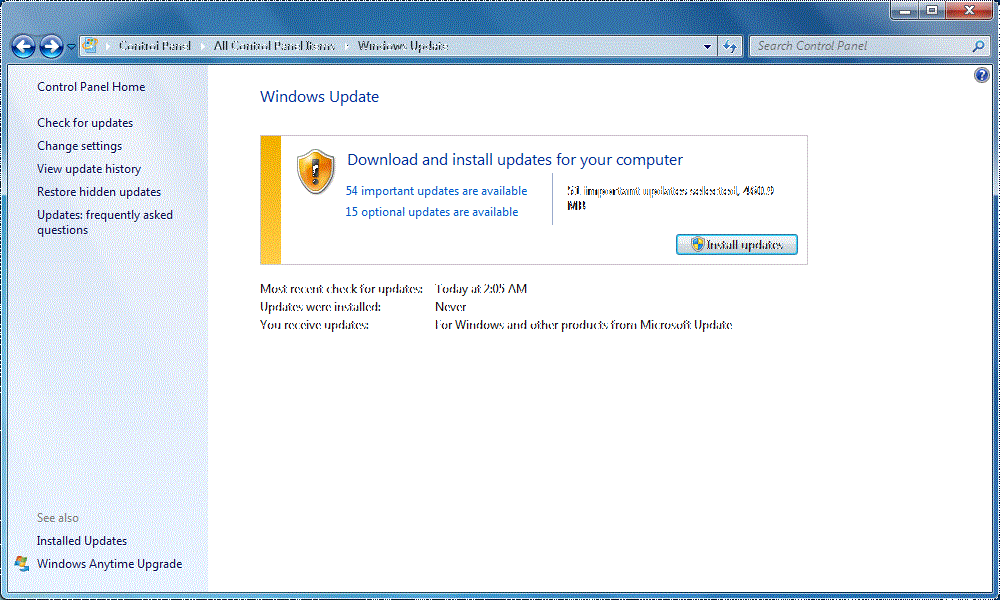 Control Panel All Control Panel Items Windows Update
Search Control Panel
Control Panel Home
Check for updates
Change settings
View update history
Restore hidden updates
Updates: frequently asked
questions
Windows Update
Download and install updates for your computer
54 important updates are available
15 optional updates are available
important updates selected,
MB
Install updates
Most recent check for updates: Today at 2:05 AM
Updates were installed: Never
You receive updates: For Windows and other products from Microsoft Update
See also
Installed Updates
Windows Anytime Upgrade